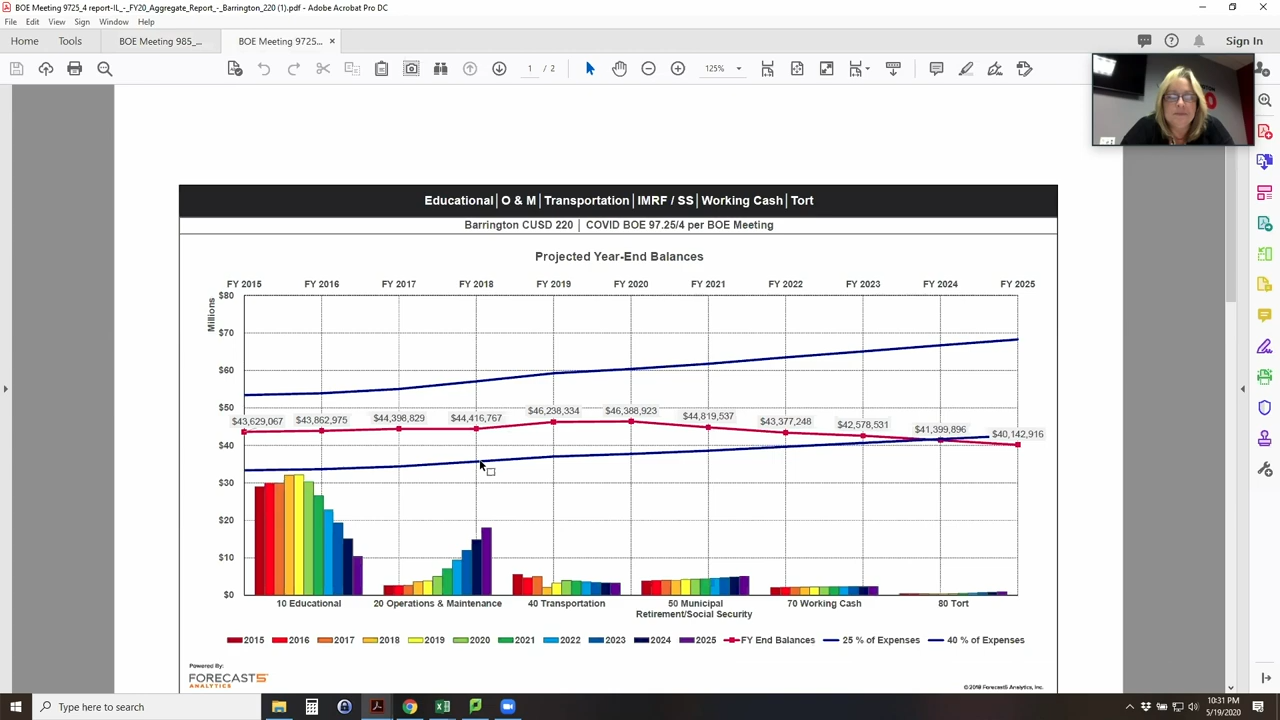 BOE Meeting 9725_4 report-IL_-_FY20_Aggregate_Report_-_Barrington_220 (1).pdf - Adobe Acrobat Pro DC
File Edit View Sign Window Help
Home Tools BOE Meeting 985_... BOE Meeting 9725... × Sign In
1 125%
Educational | O & M | Transportation | IMRF / SS | Working Cash | Tort
Barrington CUSD 220 | COVID BOE 97.25/4 per BOE Meeting
Projected Year-End Balances
FY 2015 FY 2016 FY 2017 FY 2018 FY 2019 FY 2020 FY 2021 FY 2022 FY 2023 FY 2024 FY 2025
Millions
$80
$70
$60
$50
$43,629,067 $43,862,975 $44,398,829 $44,416,767 $46,238,334 $46,388,923 $44,819,537 $43,377,248 $42,578,531 $41,399,896 $40,142,916
$40
$30
$20
$10
$0
10 Educational 20 Operations & Maintenance 40 Transportation 50 Municipal 70 Working Cash 80 Tort
Retirement/Social Security
2015 2016 2017 2018 2019 2020 2021 2022 2023 2024 2025 FY End Balances 25 % of Expenses 40 % of Expenses
Powered By:
FORECAST5
ANALYTICS
©2018 Forecast5 Analytics, Inc.
Type here to search
10:31 PM
5/19/2020